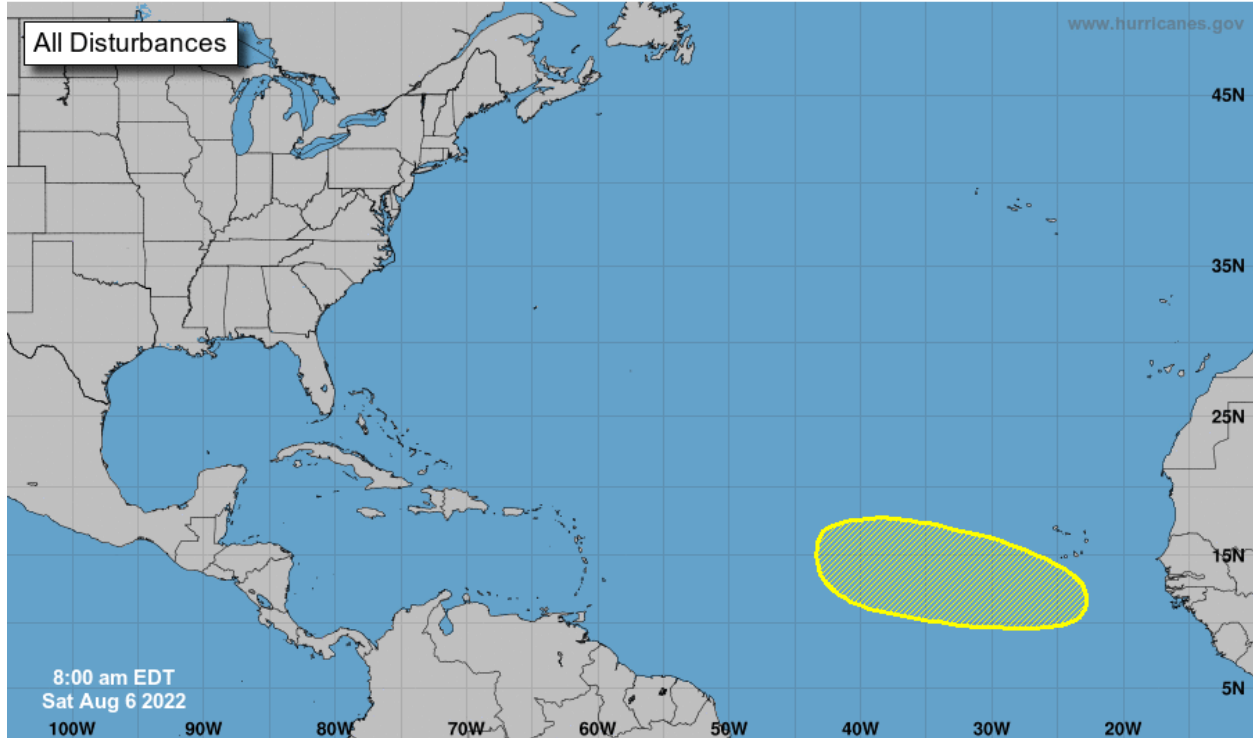 www.hurricanes.gov
All Disturbances
45N
35N
25N
15N
5N
8:00 am EDT
Sat Aug 6 2022
100W 90W 80W 70W 60W 50W 40W 30W 20W